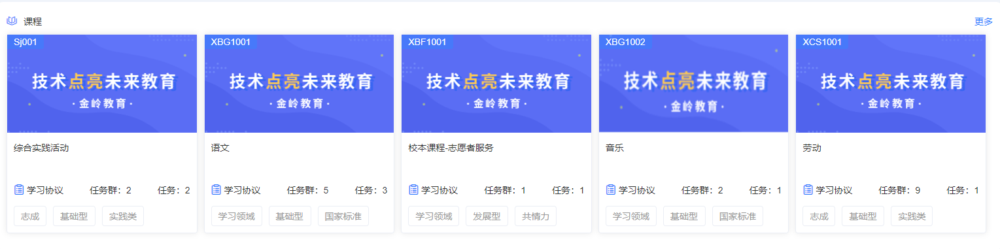 课程
更多
Sj001
技术点亮未来教育
·金岭教育·
综合实践活动
学习协议 任务群：2 任务：2
志成 基础型 实践类
XBG1001
技术点亮未来教育
·金岭教育·
语文
学习协议 任务群：5 任务：3
学习领域 基础型 国家标准
XBF1001
技术点亮未来教育
·金岭教育·
校本课程-志愿者服务
学习协议 任务群：1 任务：1
学习领域 发展型 共情力
XBG1002
技术点亮未来教育
·金岭教育·
音乐
学习协议 任务群：2 任务：1
学习领域 基础型 国家标准
XCS1001
技术点亮未来教育
·金岭教育·
劳动
学习协议 任务群：9 任务：1
志成 基础型 实践类